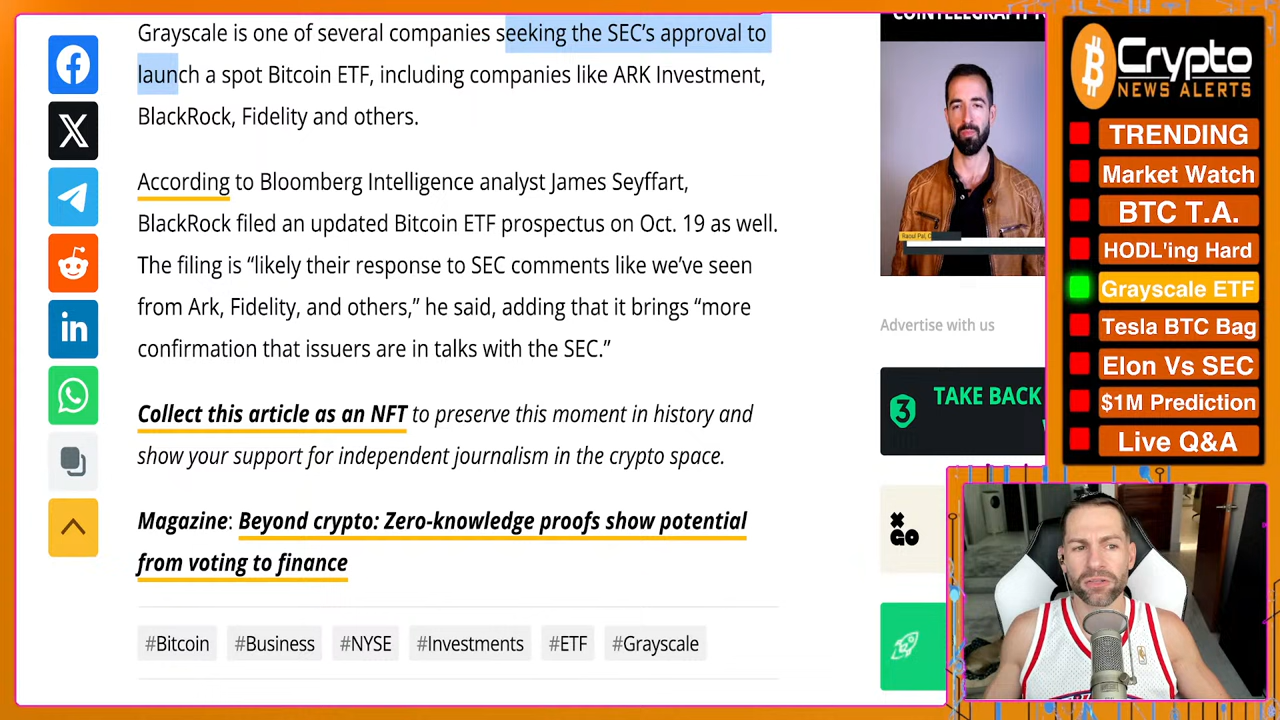 Grayscale is one of several companies seeking the SEC’s approval to
launch a spot Bitcoin ETF, including companies like ARK Investment,
BlackRock, Fidelity and others.
According to Bloomberg Intelligence analyst James Seyffart,
BlackRock filed an updated Bitcoin ETF prospectus on Oct. 19 as well.
The filing is “likely their response to SEC comments like we’ve seen
from Ark, Fidelity, and others,” he said, adding that it brings “more
confirmation that issuers are in talks with the SEC.”
Collect this article as an NFT to preserve this moment in history and
show your support for independent journalism in the crypto space.
Magazine: Beyond crypto: Zero-knowledge proofs show potential
from voting to finance
#Bitcoin #Business #NYSE #Investments #ETF #Grayscale
Advertise with us
3
TAKE BACK
GO
Crypto
NEWS ALERTS
TRENDING
Market Watch
BTC T.A.
HODL'ing Hard
Grayscale ETF
Tesla BTC Bag
Elon Vs SEC
$1M Prediction
Live Q&A